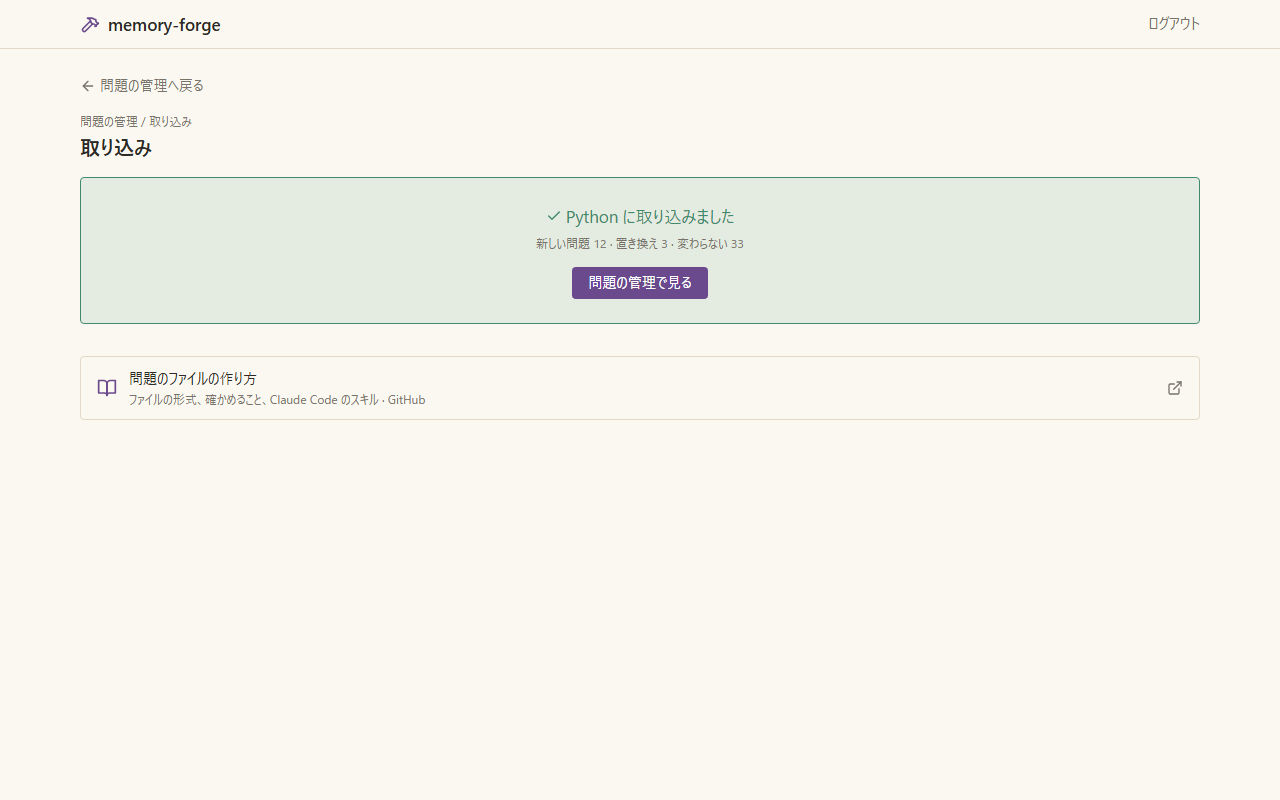 memory-forge
ログアウト
問題の管理へ戻る
問題の管理 / 取り込み
取り込み
Python に取り込みました
新しい問題 12 · 置き換え 3 · 変わらない 33
問題の管理で見る
問題のファイルの作り方
ファイルの形式、確かめること、Claude Code のスキル · GitHub